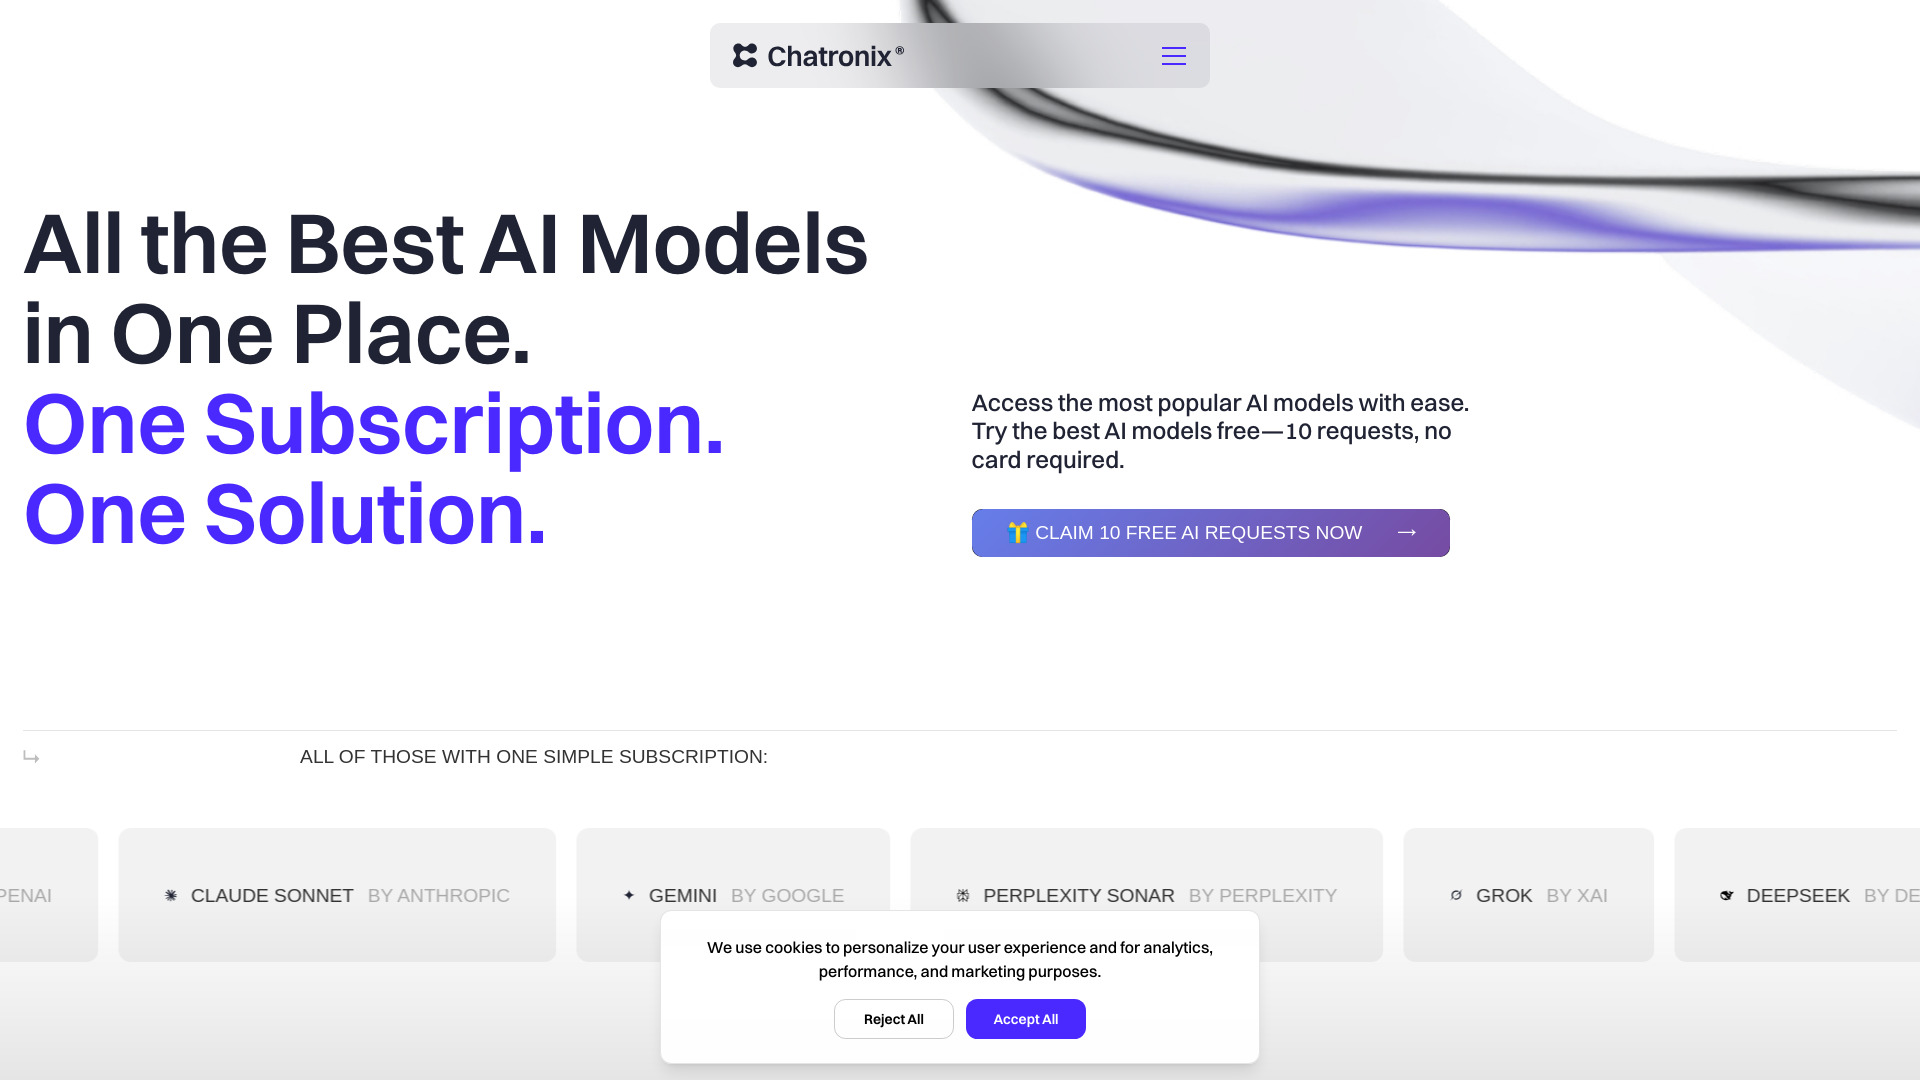 Chatronix®
All the Best AI Models
in One Place.
One Subscription.
One Solution.
Access the most popular AI models with ease.
Try the best AI models free—10 requests, no
card required.
🎁 CLAIM 10 FREE AI REQUESTS NOW →
ALL OF THOSE WITH ONE SIMPLE SUBSCRIPTION:
PENAI
CLAUDE SONNET BY ANTHROPIC
GEMINI BY GOOGLE
PERPLEXITY SONAR BY PERPLEXITY
GROK BY XAI
DEEPSEEK BY DE
We use cookies to personalize your user experience and for analytics,
performance, and marketing purposes.
Reject All
Accept All